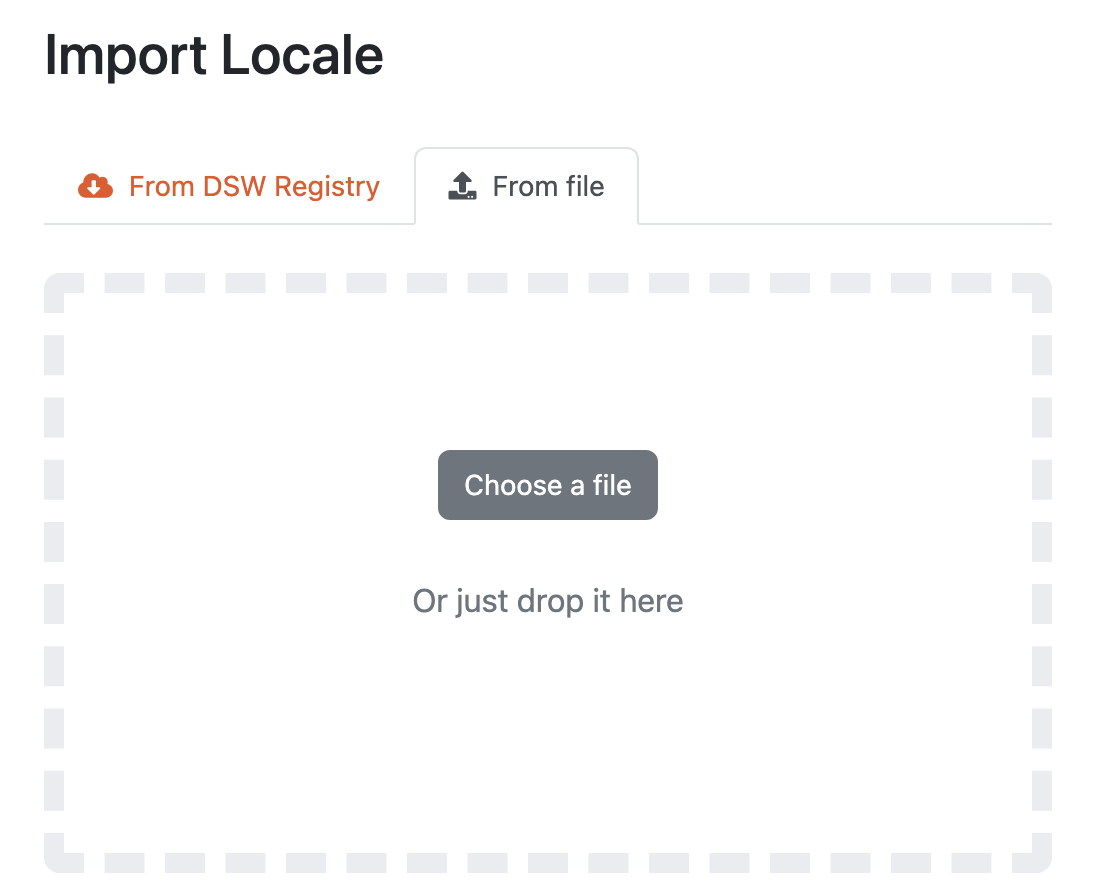 Import Locale
From DSW Registry
From file
Choose a file
Or just drop it here